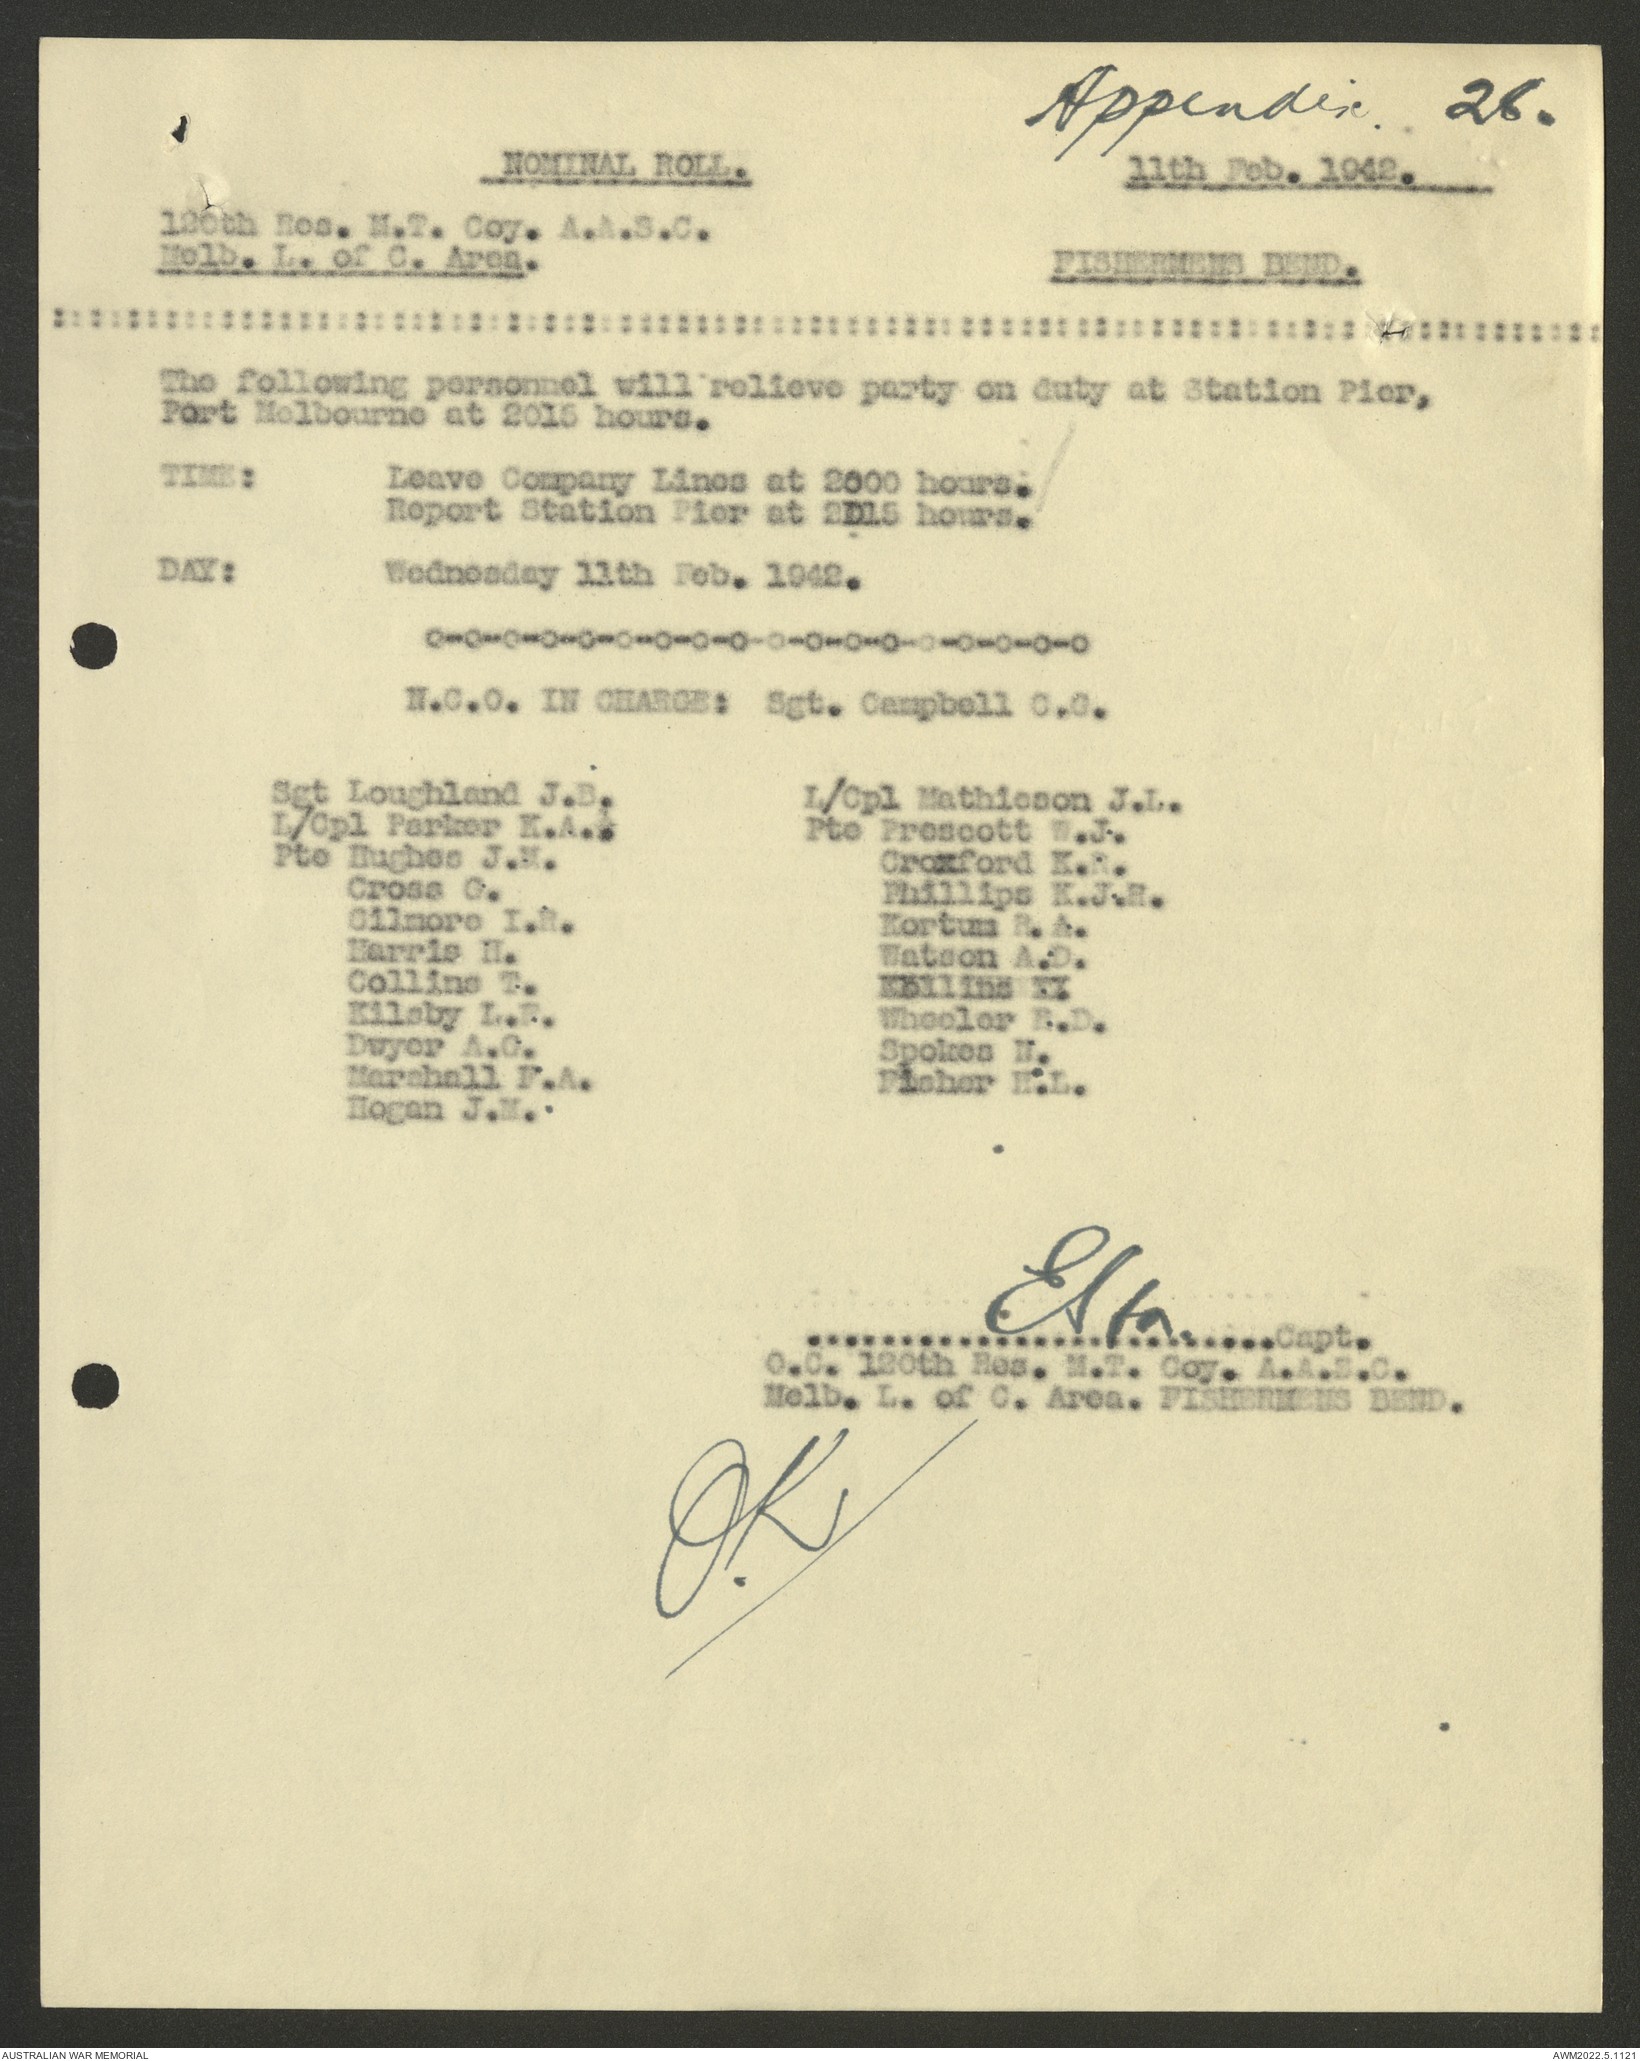 Appendix. 26.
NOMINAL ROLL.
11th Feb. 1942.
120th Res. M.T. Coy. A.A.S.C.
Melb. L. of C. Area.
FISHERMENS BEND.
The following personnel will relieve party on duty at Station Pier,
Port Melbourne at 2015 hours.
TIME: Leave Company Lines at 2000 hours.
Report Station Pier at 2015 hours.
DAY: Wednesday 11th Feb. 1942.
o-o-o-o-o-o-o-o-o-o-o-o-o-o-o-o-o-o
N.C.O. IN CHARGE: Sgt. Campbell C.G.
Sgt Loughland J.B.
L/Cpl Parker K.A.
Pte Hughes J.M.
Cross G.
Gilmore I.R.
Harris H.
Collins T.
Kilsby L.F.
Dwyer A.G.
Marshall F.A.
Hogan J.M.
L/Cpl Mathieson J.L.
Pte Prescott W.J.
Croxford K.R.
Phillips K.J.H.
Kortum R.A.
Watson A.D.
Wheeler R.D.
Spokes N.
Fisher H.L.
.........................Capt.
O.C. 120th Res. M.T. Coy. A.A.S.C.
Melb. L. of C. Area. FISHERMENS BEND.
O.K
AUSTRALIAN WAR MEMORIAL
AWM2022.5.1121